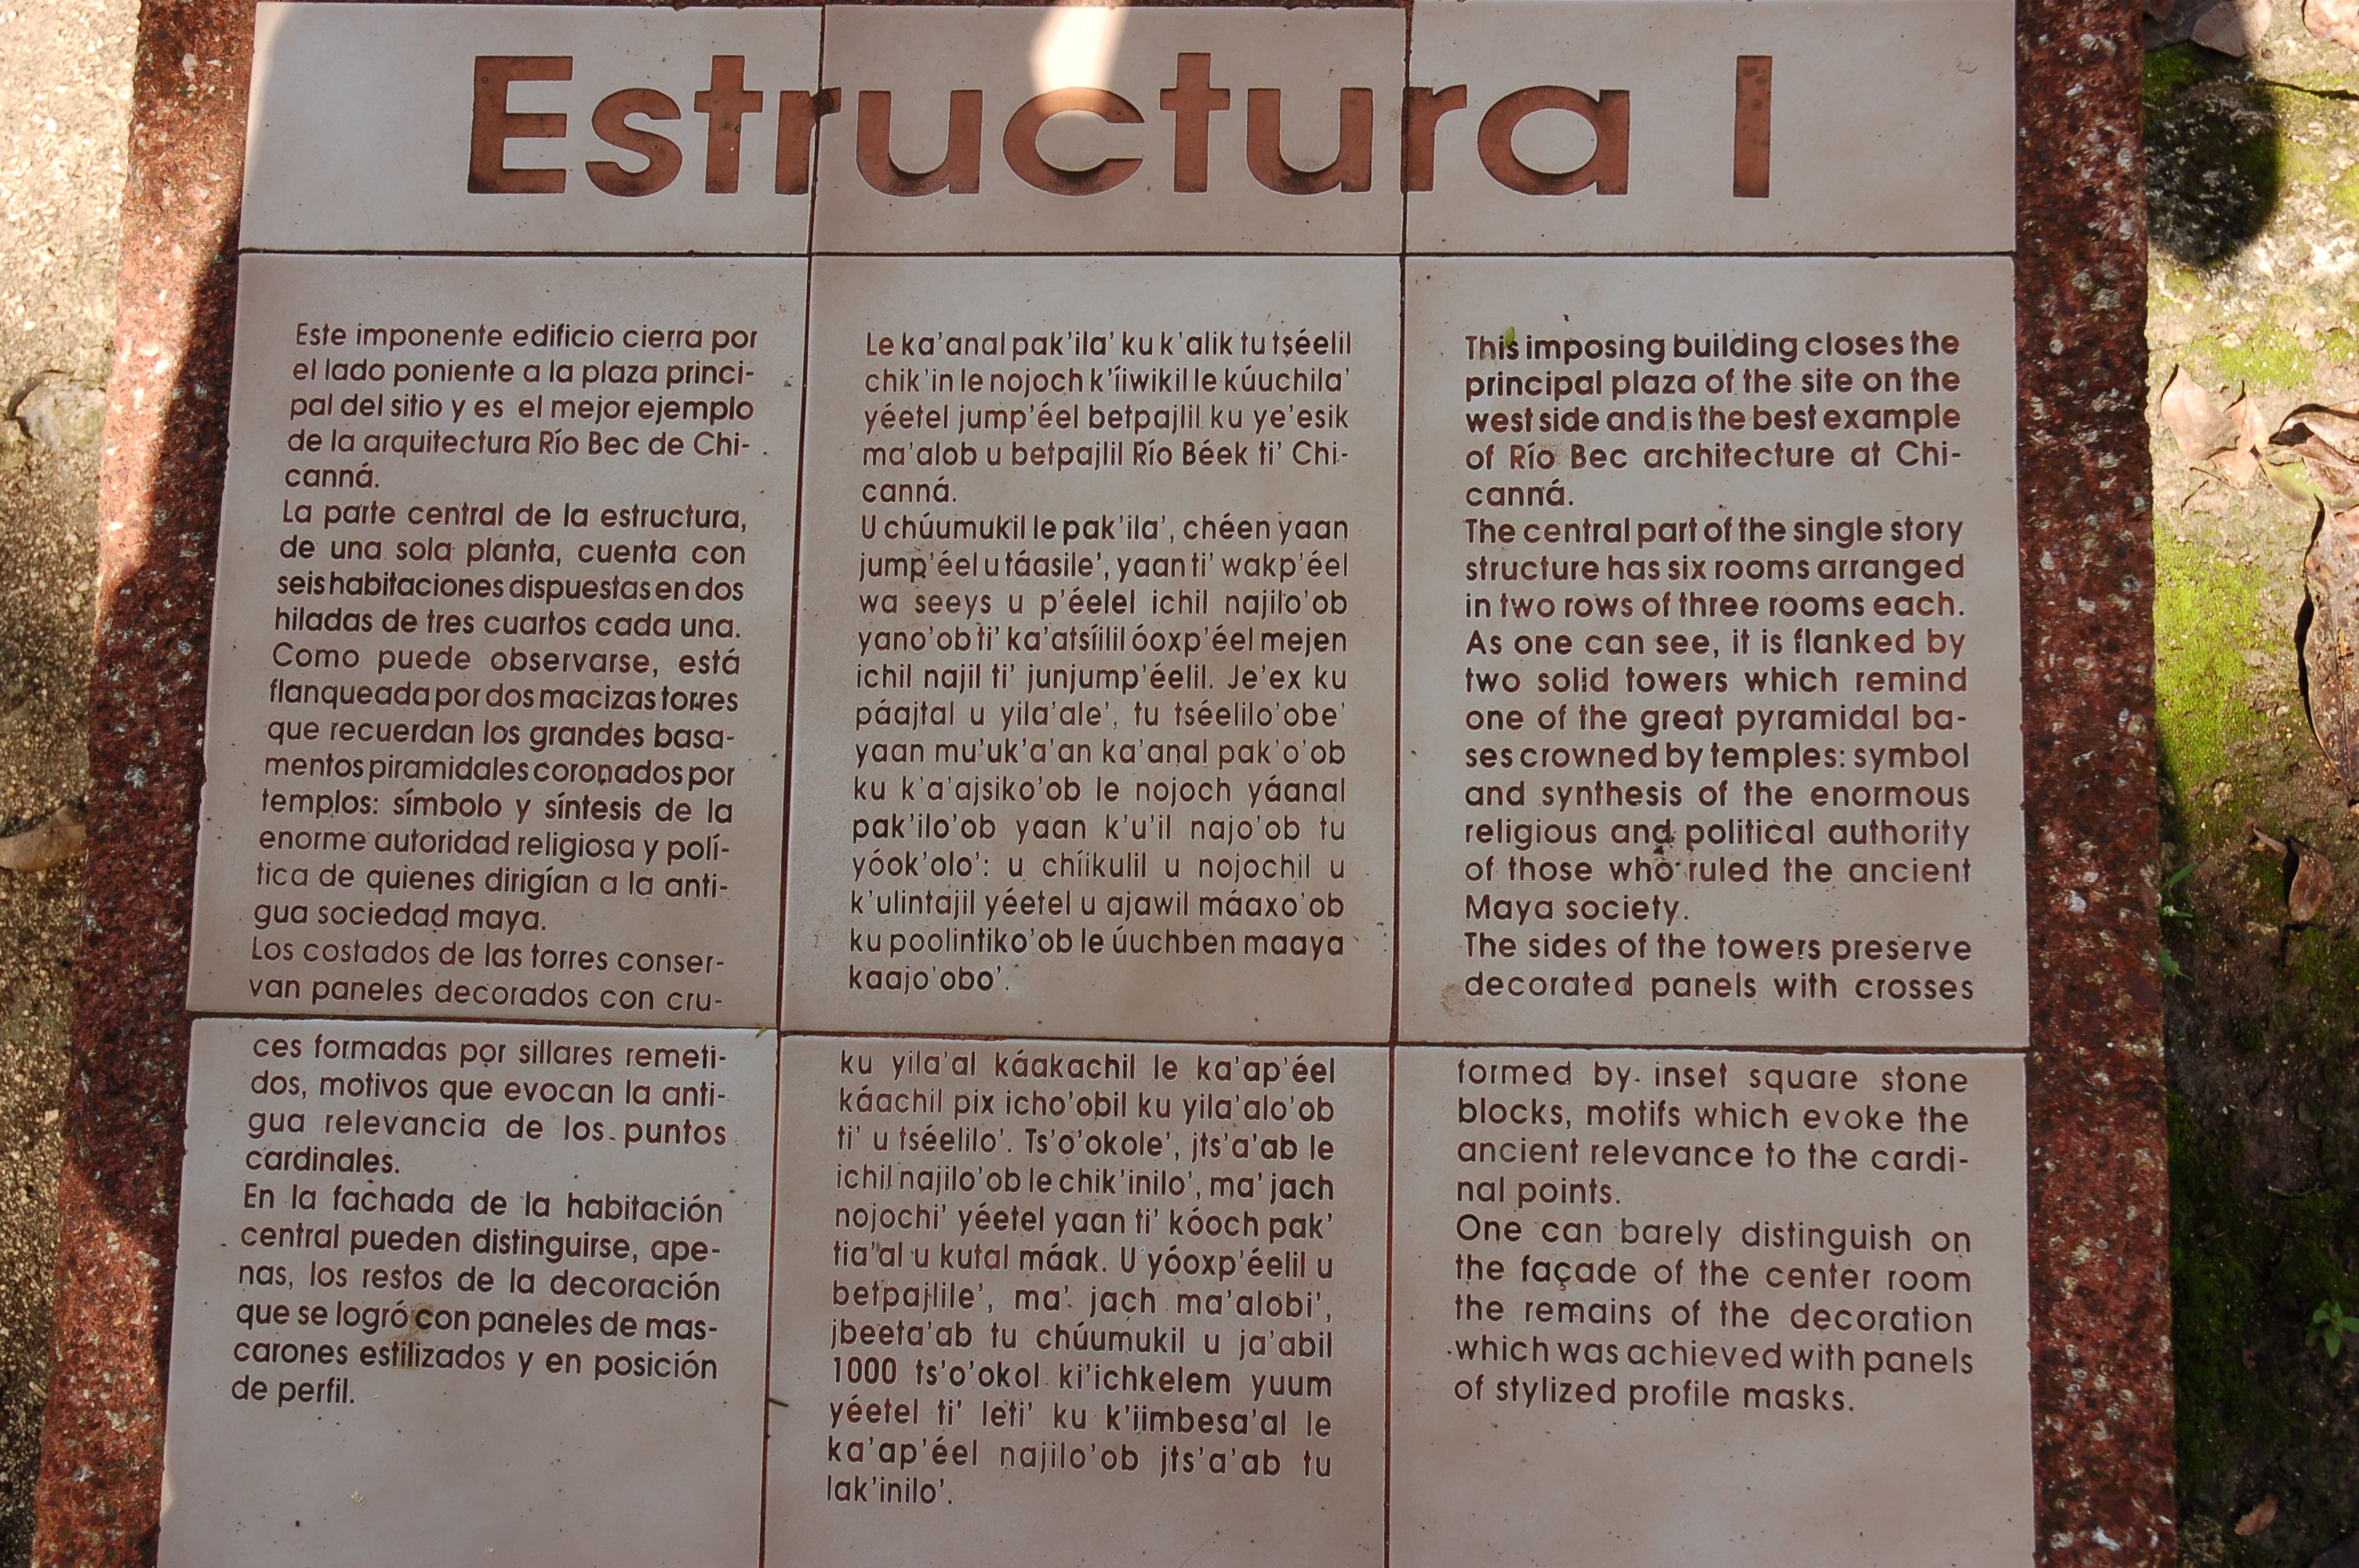 Estructura I
Este imponente edificio cierra por
el lado poniente a la plaza princi-
pal del sitio y es el mejor ejemplo
de la arquitectura Río Bec de Chi-
canná.
La parte central de la estructura,
de una sola planta, cuenta con
seis habitaciones dispuestas en dos
hiladas de tres cuartos cada una.
Como puede observarse, está
flanqueada por dos macizas torres
que recuerdan los grandes basa-
mentos piramidales coronados por
templos: símbolo y síntesis de la
enorme autoridad religiosa y polí-
tica de quienes dirigían a la anti-
gua sociedad maya.
Los costados de las torres conser-
van paneles decorados con cru-
ces formadas por sillares remeti-
dos, motivos que evocan la anti-
gua relevancia de los puntos
cardinales.
En la fachada de la habitación
central pueden distinguirse, ape-
nas, los restos de la decoración
que se logró con paneles de mas-
carones estilizados y en posición
de perfil.
Le ka'anal pak'ila' ku k'alik tu tséelil
chik'in le nojoch k'íiwikil le kúuchila'
yéetel jump'éel betpajlil ku ye'esik
ma'alob u betpajlil Río Béek ti' Chi-
canná.
U chúumukil le pak'ila', chéen yaan
jump'éel u táasile', yaan ti' wakp'éel
wa seeys u p'éelel ichil najilo'ob
yano'ob ti' ka'atsíilil óoxp'éel mejen
ichil najil ti' junjump'éelil. Je'ex ku
páajtal u yila'ale', tu tséelilo'obe'
yaan mu'uk'a'an ka'anal pak'o'ob
ku k'a'ajsiko'ob le nojoch yáanal
pak'ilo'ob yaan k'u'il najo'ob tu
yóok'olo': u chíikulil u nojochil u
k'ulintajil yéetel u ajawil máaxo'ob
ku poolintiko'ob le úuchben maaya
kaajo'obo'.
ku yila'al káakachil le ka'ap'éel
káachil pix icho'obil ku yila'alo'ob
ti' u tséelilo'. Ts'o'okole', jts'a'ab le
ichil najilo'ob le chik'inilo', ma' jach
nojochi' yéetel yaan ti' kóoch pak'
tia'al u kutal máak. U yóoxp'éelil u
betpajlile', ma' jach ma'alobi',
jbeeta'ab tu chúumukil u ja'abil
1000 ts'o'okol ki'ichkelem yuum
yéetel ti' leti' ku k'iimbesa'al le
ka'ap'éel najilo'ob jts'a'ab tu
lak'inilo'.
This imposing building closes the
principal plaza of the site on the
west side and is the best example
of Río Bec architecture at Chi-
canná.
The central part of the single story
structure has six rooms arranged
in two rows of three rooms each.
As one can see, it is flanked by
two solid towers which remind
one of the great pyramidal ba-
ses crowned by temples: symbol
and synthesis of the enormous
religious and political authority
of those who ruled the ancient
Maya society.
The sides of the towers preserve
decorated panels with crosses
formed by inset square stone
blocks, motifs which evoke the
ancient relevance to the cardi-
nal points.
One can barely distinguish on
the façade of the center room
the remains of the decoration
which was achieved with panels
of stylized profile masks.